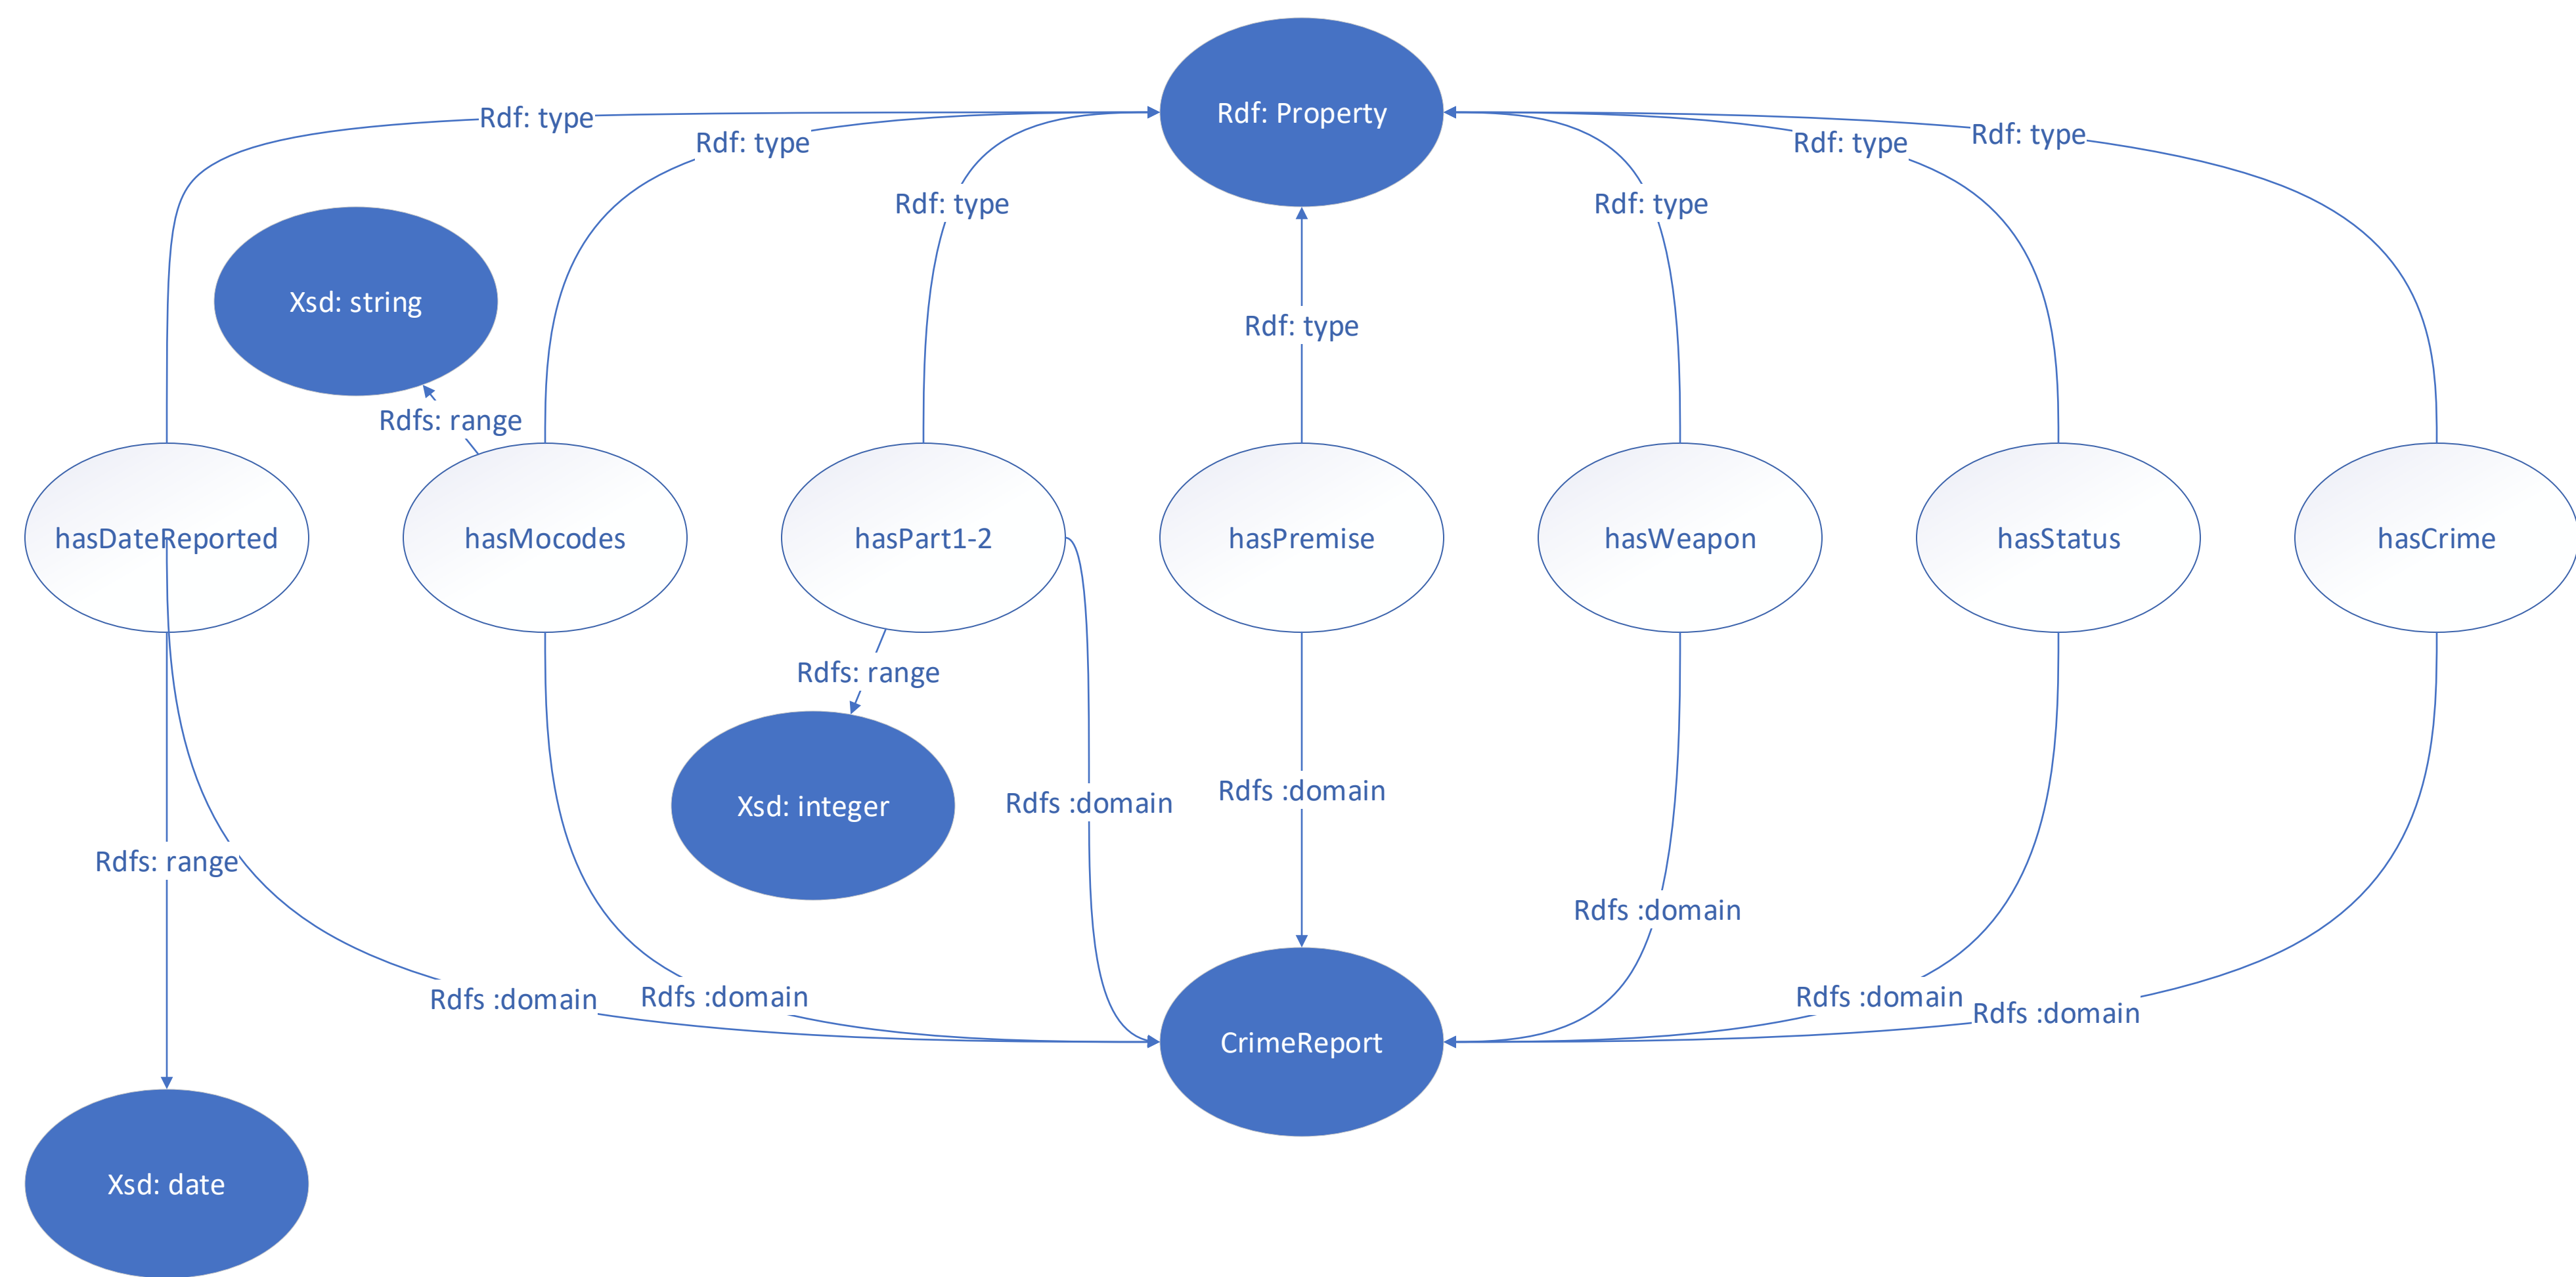 Rdf: Property
Rdf: type
Rdf: type
Rdf: type
Rdf: type
Rdf: type
Rdf: type
Rdf: type
Xsd: string
Rdfs: range
hasDateReported
hasMocodes
hasPart1-2
hasPremise
hasWeapon
hasStatus
hasCrime
Rdfs: range
Xsd: integer
Rdfs :domain
Rdfs :domain
Rdfs: range
Rdfs :domain
Rdfs :domain
Rdfs :domain
Rdfs :domain
Rdfs :domain
CrimeReport
Xsd: date